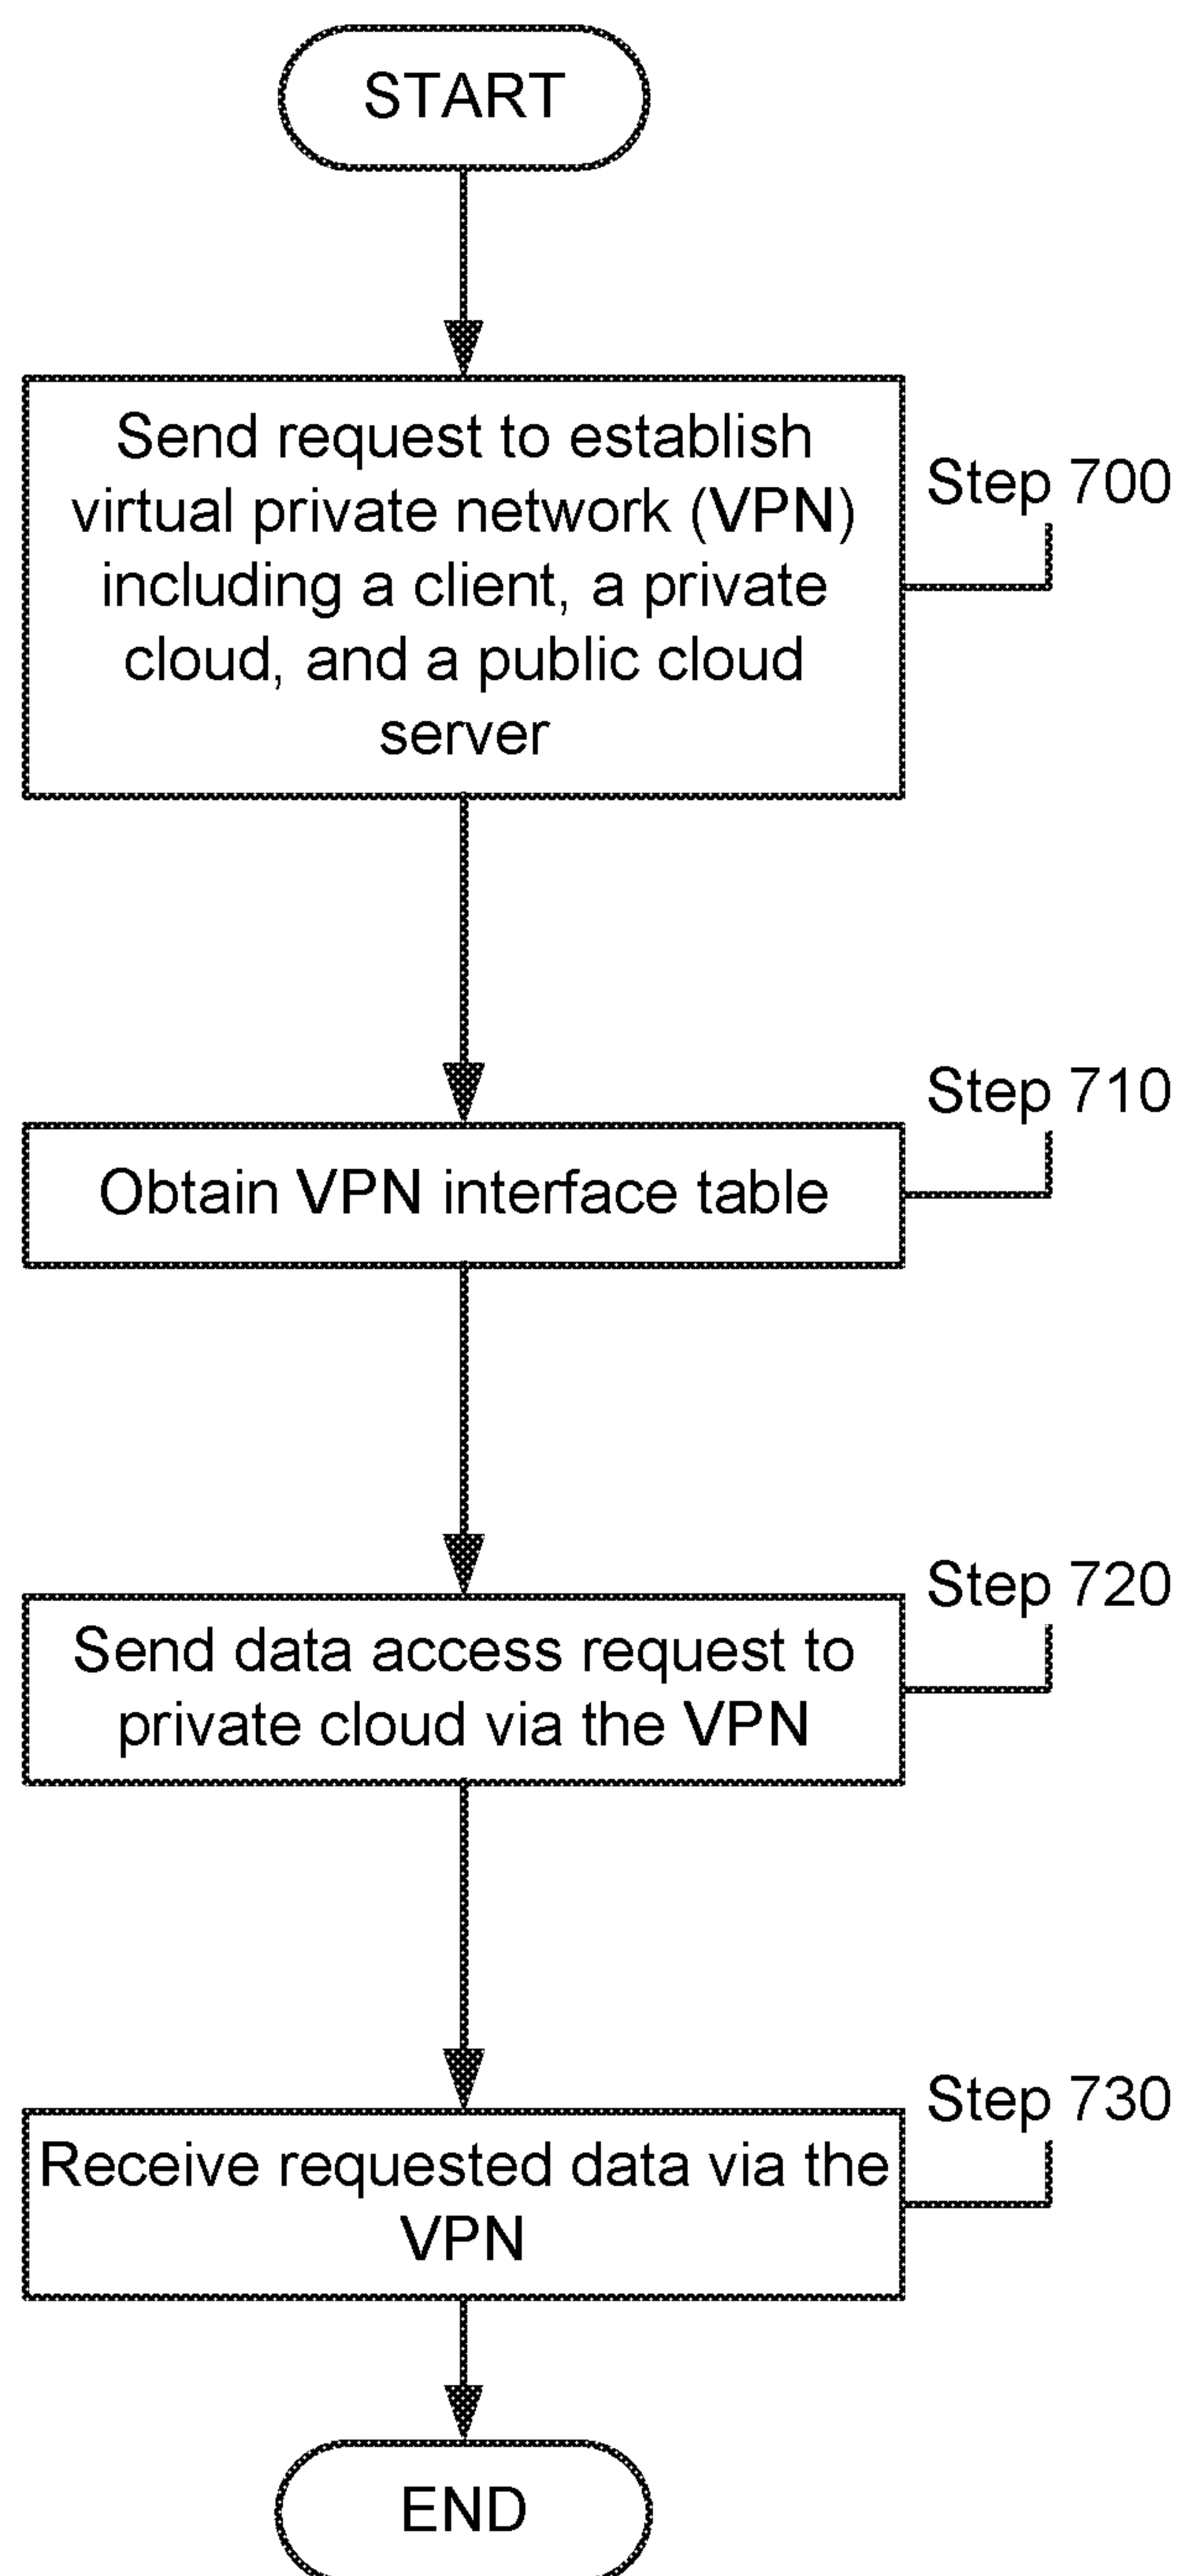 START
Send request to establish
virtual private network (VPN)
including a client, a private
cloud, and a public cloud
server
Step 700
Obtain VPN interface table
Step 710
Send data access request to
private cloud via the VPN
Step 720
Receive requested data via the
VPN
Step 730
END